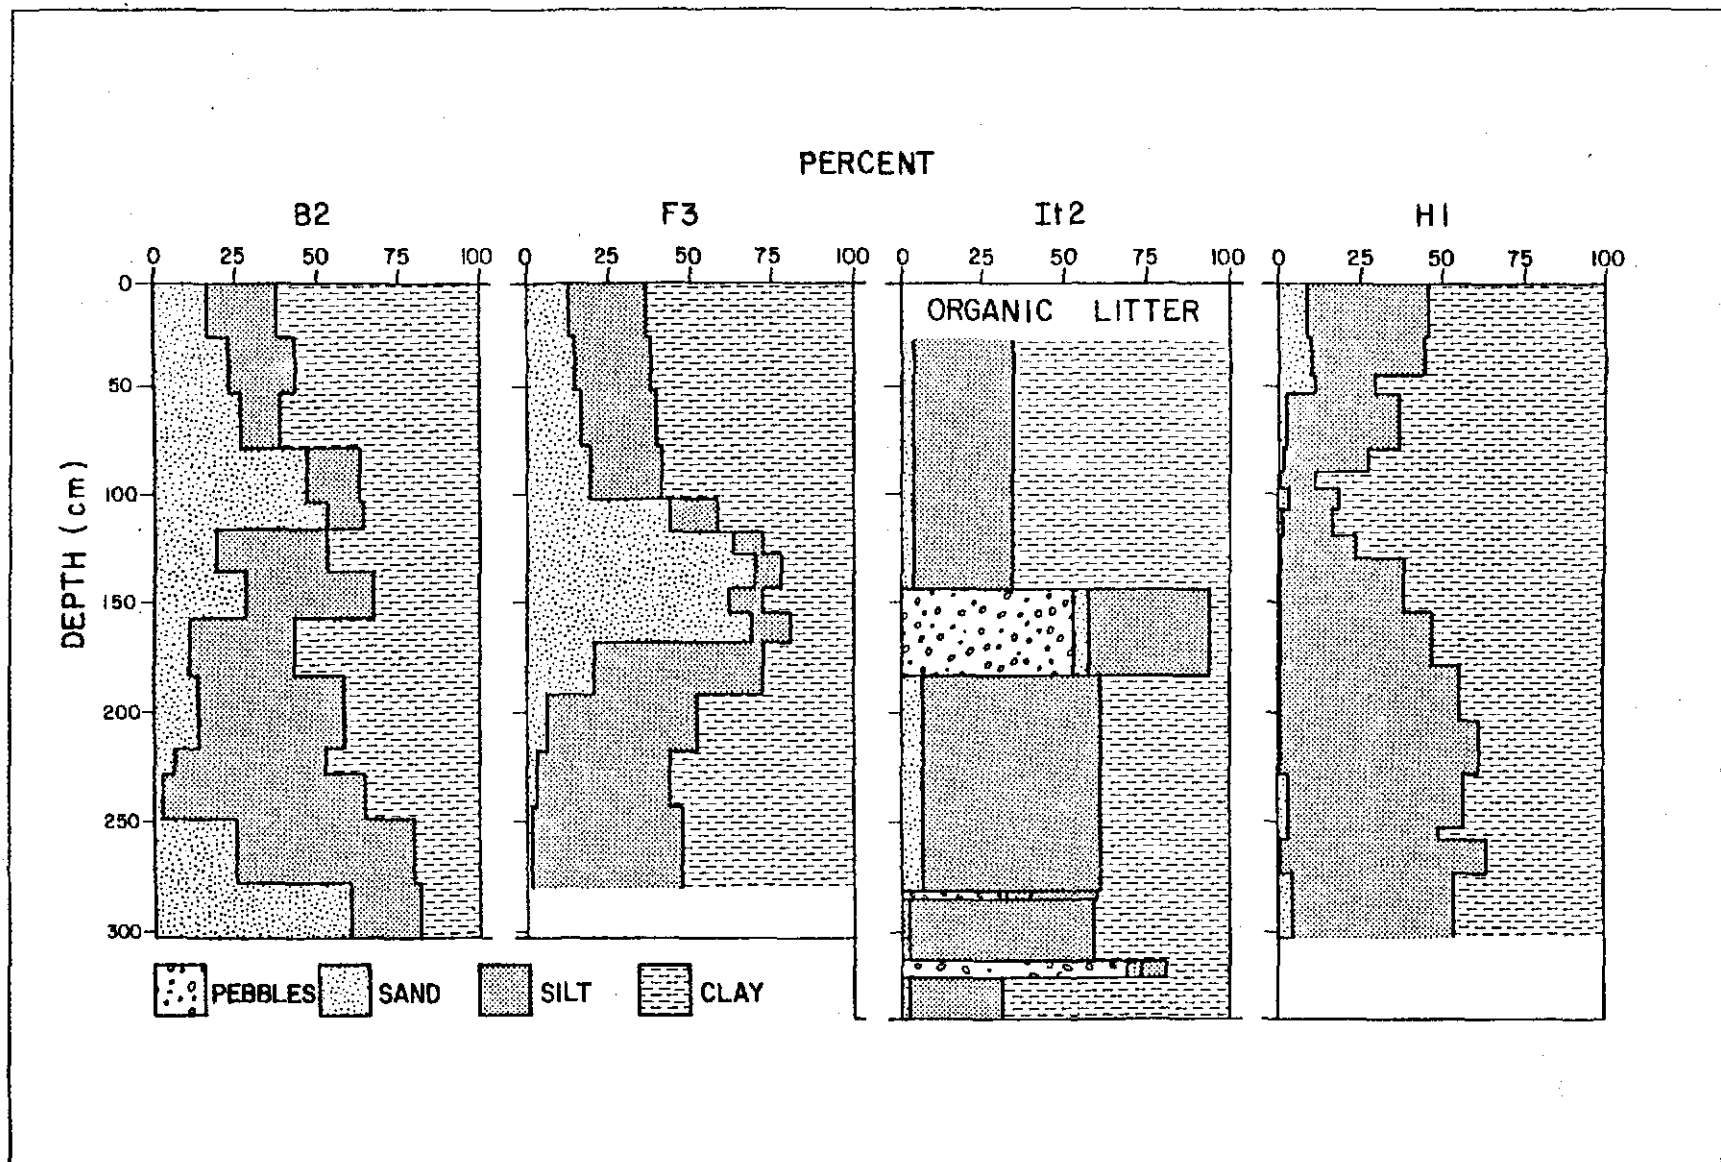 PERCENT
B2 F3 It2 H1
0 25 50 75 100 0 25 50 75 100 0 25 50 75 100 0 25 50 75 100
0
ORGANIC LITTER
50
100
150
200
250
300
DEPTH (cm)
PEBBLES SAND SILT CLAY